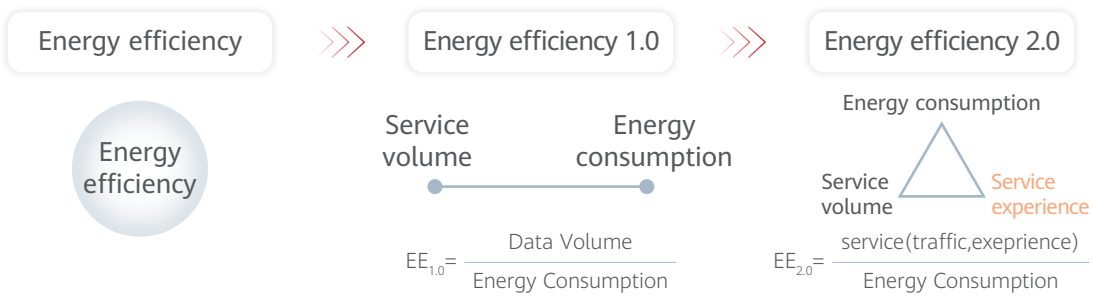 Energy efficiency
Energy efficiency 1.0
Energy efficiency 2.0
Energy
efficiency
Service
volume
Energy
consumption
EE1.0=
Data Volume
Energy Consumption
Energy consumption
Service
volume
Service
experience
EE2.0=
service(traffic,exeprience)
Energy Consumption